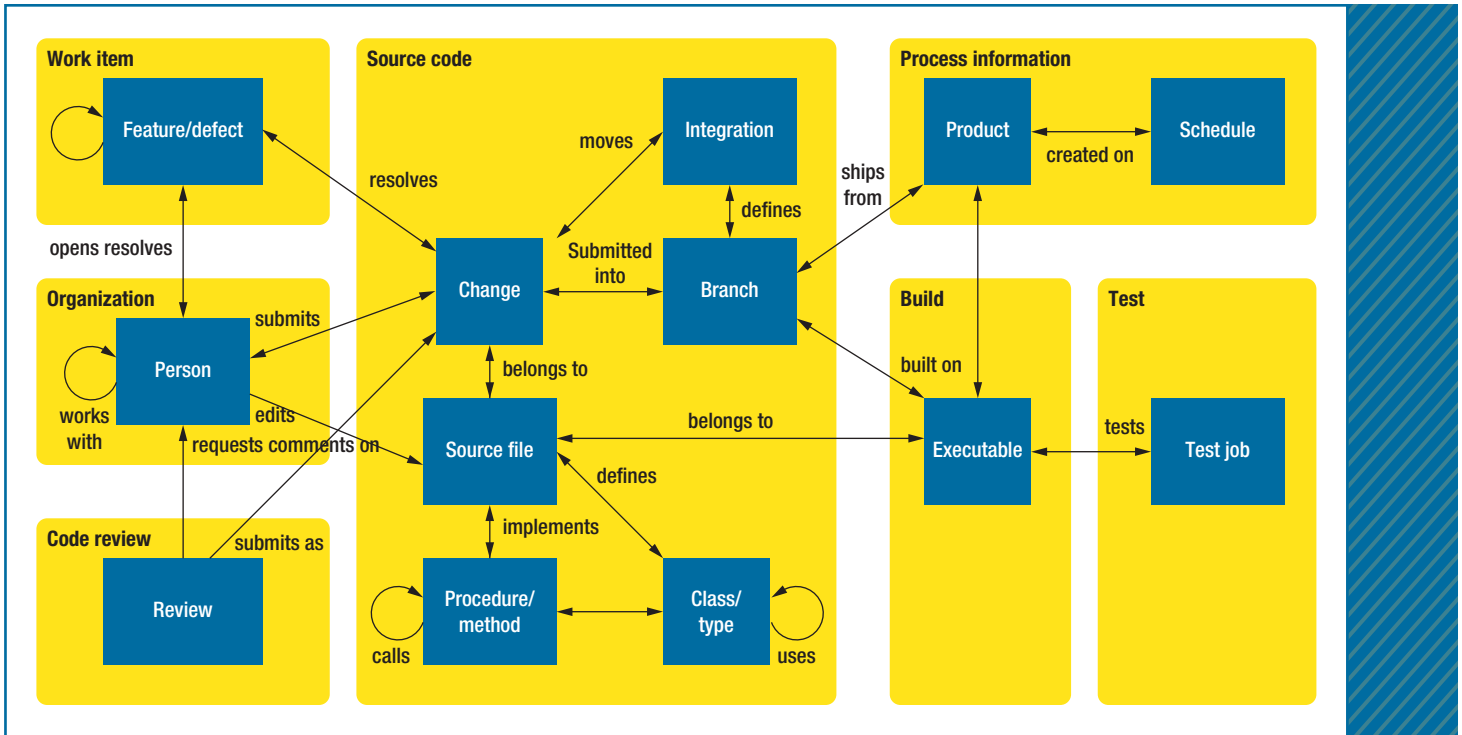 Work item
Source code
Process information
Feature/defect
Integration
Product
Schedule
moves
created on
resolves
ships
from
defines
opens resolves
Submitted
into
Organization
Change
Branch
Build
Test
submits
Person
belongs to
built on
works
with
edits
requests comments on
belongs to
tests
Source file
Executable
Test job
defines
implements
Code review
submits as
Review
Procedure/
method
Class/
type
calls
uses